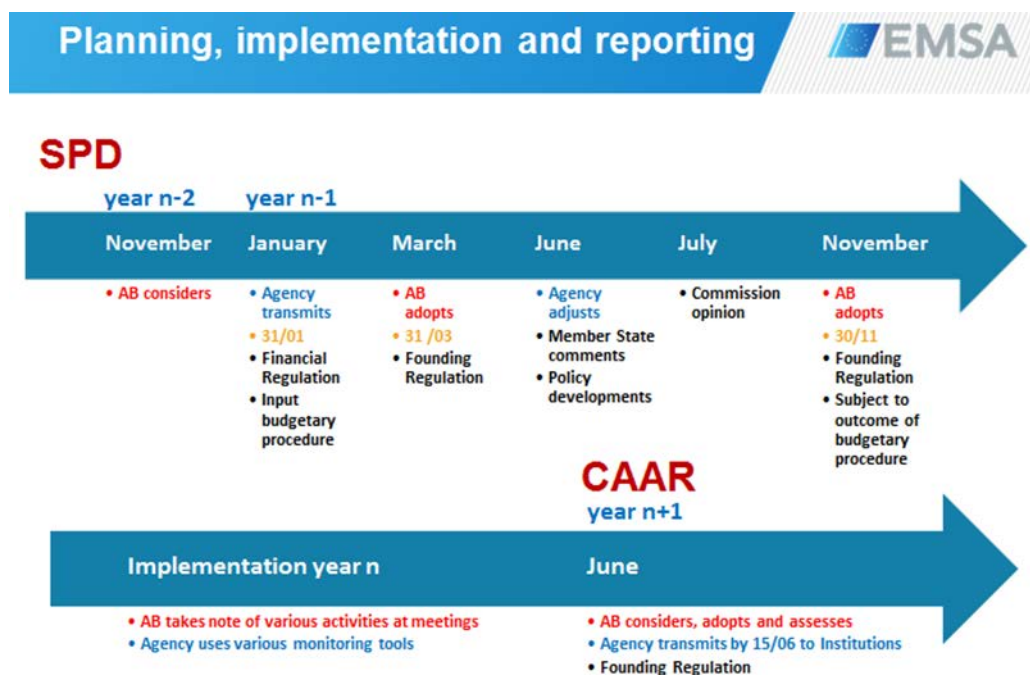 Planning, implementation and reporting
EMSA
SPD
year n-2
year n-1
November
January
March
June
July
November
• AB considers
• Agency
transmits
• 31/01
• Financial
Regulation
• Input
budgetary
procedure
• AB
adopts
• 31 /03
• Founding
Regulation
• Agency
adjusts
• Member State
comments
• Policy
developments
• Commission
opinion
• AB
adopts
• 30/11
• Founding
Regulation
• Subject to
outcome of
budgetary
procedure
CAAR
year n+1
Implementation year n
June
• AB takes note of various activities at meetings
• Agency uses various monitoring tools
• AB considers, adopts and assesses
• Agency transmits by 15/06 to Institutions
• Founding Regulation